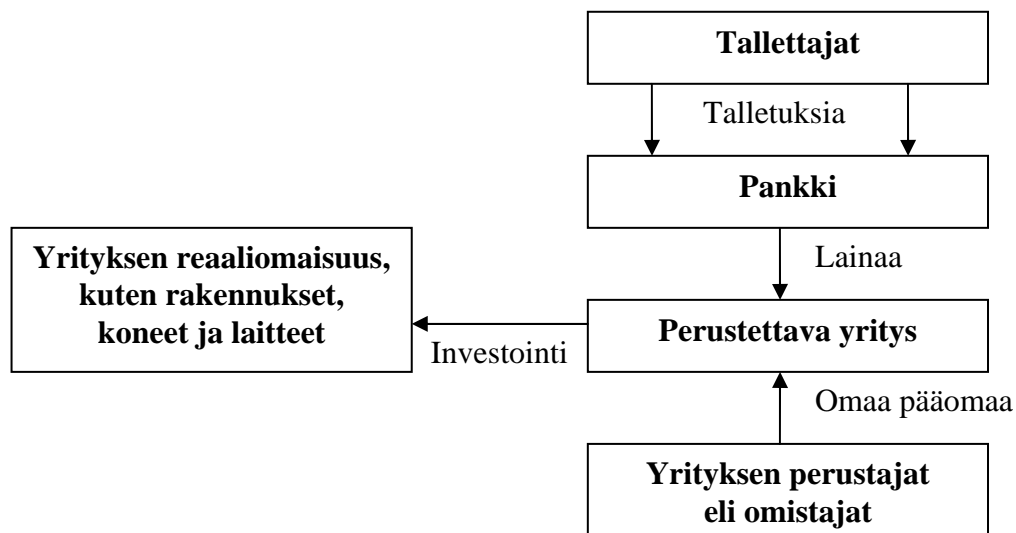 Tallettajat
Talletuksia
Pankki
Lainaa
Yrityksen reaaliomaisuus,
kuten rakennukset,
koneet ja laitteet
Investointi
Perustettava yritys
Omaa pääomaa
Yrityksen perustajat
eli omistajat